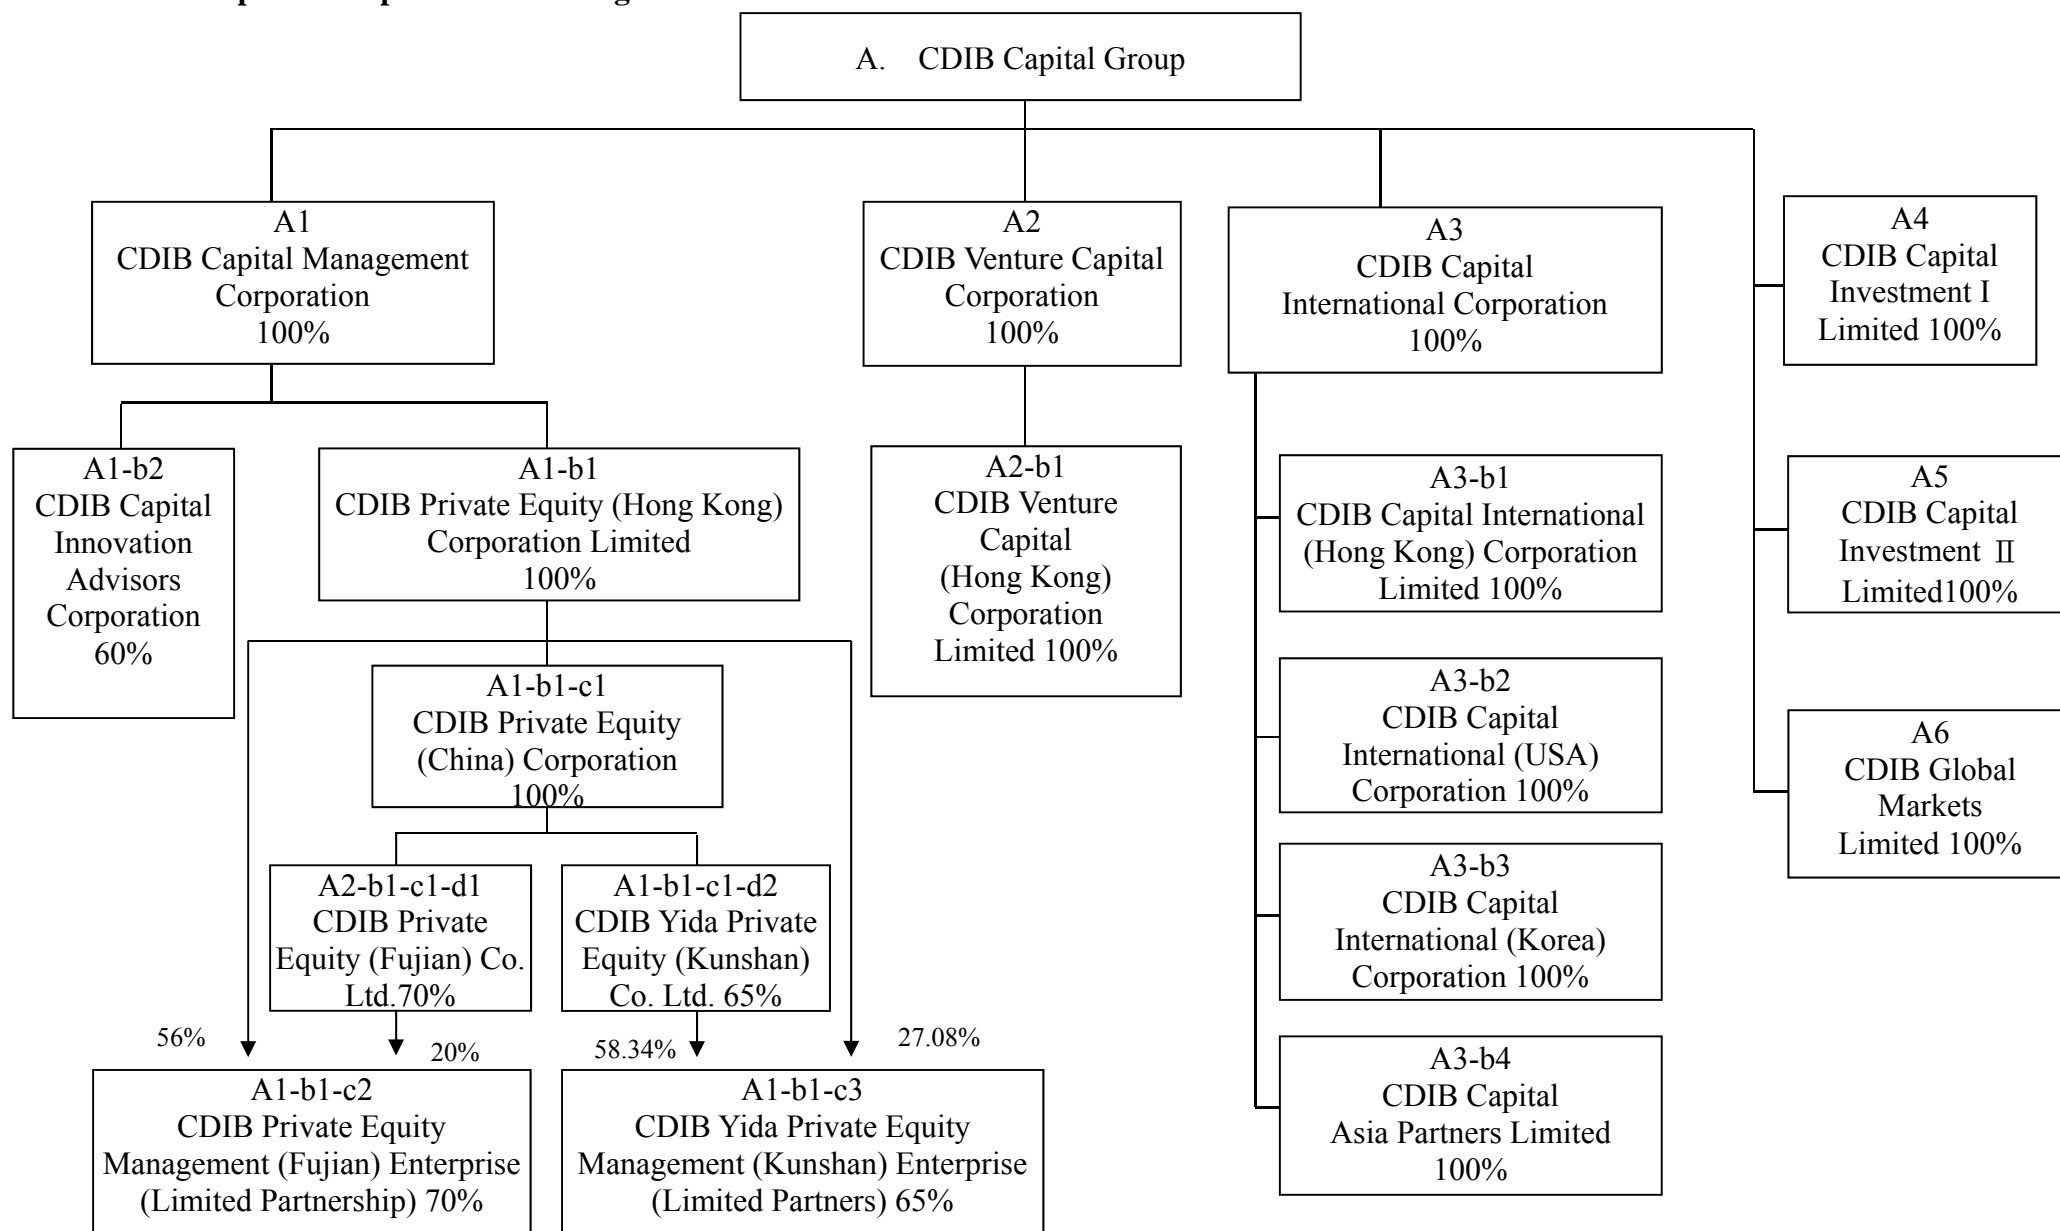 A. CDIB Capital Group
A1
CDIB Capital Management
Corporation
100%
A2
CDIB Venture Capital
Corporation
100%
A3
CDIB Capital
International Corporation
100%
A4
CDIB Capital
Investment I
Limited 100%
A1-b2
CDIB Capital
Innovation
Advisors
Corporation
60%
A1-b1
CDIB Private Equity (Hong Kong)
Corporation Limited
100%
A2-b1
CDIB Venture
Capital
(Hong Kong)
Corporation
Limited 100%
A3-b1
CDIB Capital International
(Hong Kong) Corporation
Limited 100%
A5
CDIB Capital
Investment Ⅱ
Limited100%
A1-b1-c1
CDIB Private Equity
(China) Corporation
100%
A3-b2
CDIB Capital
International (USA)
Corporation 100%
A6
CDIB Global
Markets
Limited 100%
A2-b1-c1-d1
CDIB Private
Equity (Fujian) Co.
Ltd.70%
A1-b1-c1-d2
CDIB Yida Private
Equity (Kunshan)
Co. Ltd. 65%
A3-b3
CDIB Capital
International (Korea)
Corporation 100%
56%
20%
58.34%
27.08%
A1-b1-c2
CDIB Private Equity
Management (Fujian) Enterprise
(Limited Partnership) 70%
A1-b1-c3
CDIB Yida Private Equity
Management (Kunshan) Enterprise
(Limited Partners) 65%
A3-b4
CDIB Capital
Asia Partners Limited
100%